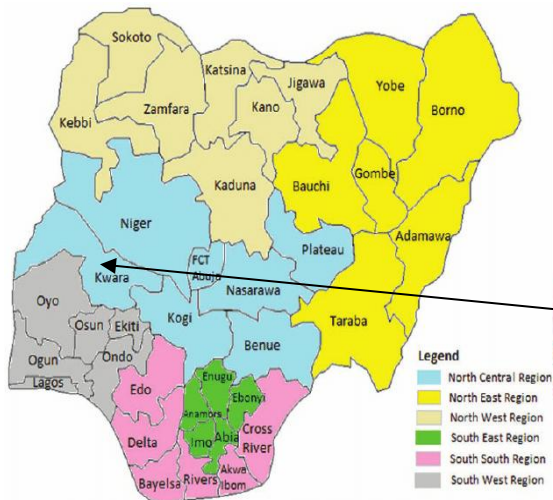 Sokoto
Katsina
Jigawa
Yobe
Borno
Zamfara
Kano
Kebbi
Kaduna
Bauchi
Gombe
Niger
Adamawa
Plateau
FCT
Abuja
Kwara
Nasarawa
Oyo
Kogi
Taraba
Osun
Ekiti
Benue
Ogun
Ondo
Lagos
Edo
Enugu
Ebonyi
Anambra
Imo
Abia
Cross
River
Delta
Bayelsa
Rivers
Akwa
Ibom
Legend
North Central Region
North East Region
North West Region
South East Region
South South Region
South West Region